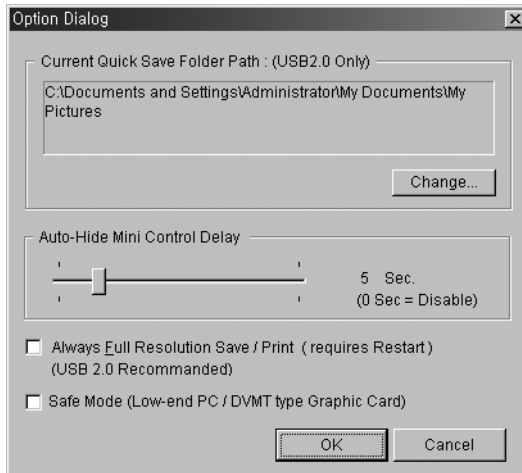 Option Dialog
Current Quick Save Folder Path : (USB2.0 Only)
C:\Documents and Settings\Administrator\My Documents\My
Pictures
Change...
Auto-Hide Mini Control Delay
5 Sec.
(0 Sec = Disable)
Always Full Resolution Save / Print ( requires Restart )
(USB 2.0 Recommanded)
Safe Mode (Low-end PC / DVMT type Graphic Card)
OK
Cancel